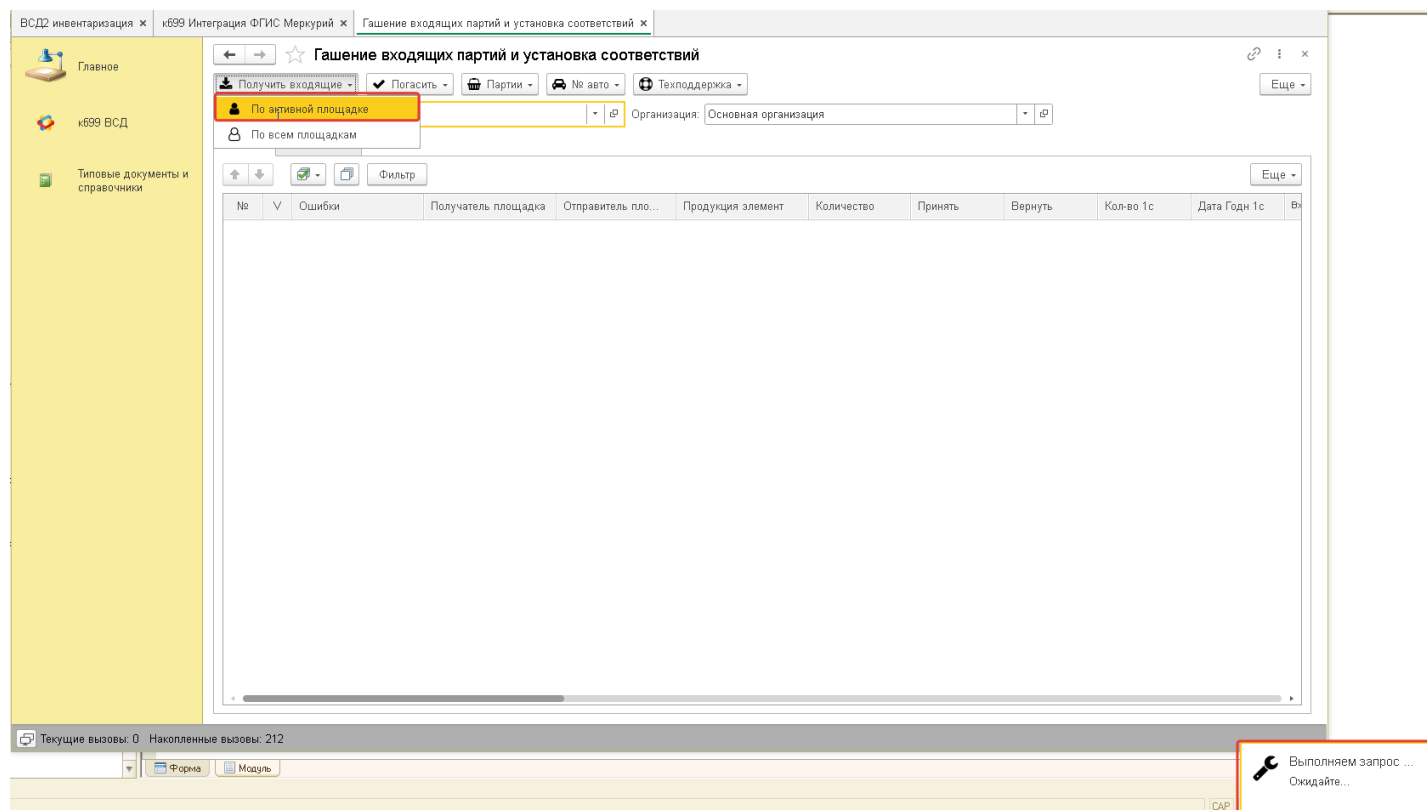 ВСД2 инвентаризация × к699 Интеграция ФГИС Меркурий × Гашение входящих партий и установка соответствий ×
Главное
к699 ВСД
Типовые документы и
справочники
Гашение входящих партий и установка соответствий
Получить входящие Погасить Партии № авто Техподдержка Еще
По активной площадке
По всем площадкам
Организация: Основная организация
Фильтр Еще
№ V Ошибки Получатель площадка Отправитель пло... Продукция элемент Количество Принять Вернуть Кол-во 1с Дата Годн 1с
Текущие вызовы: 0 Накопленные вызовы: 212
Форма Модуль
Выполняем запрос ...
Ожидайте...
CAP